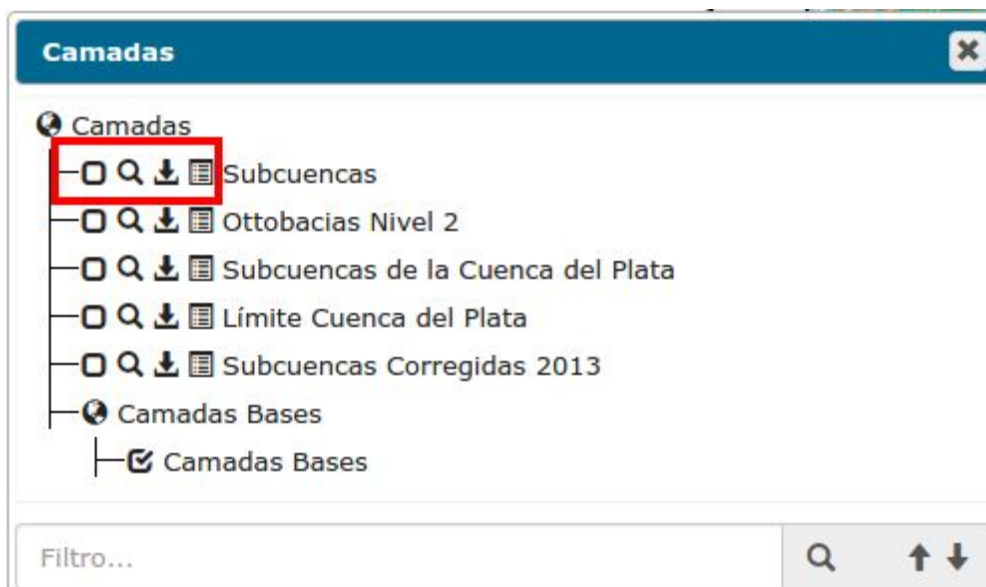 Camadas
Camadas
Subcuencas
Ottobacias Nivel 2
Subcuencas de la Cuenca del Plata
Límite Cuenca del Plata
Subcuencas Corregidas 2013
Camadas Bases
Camadas Bases
Filtro...